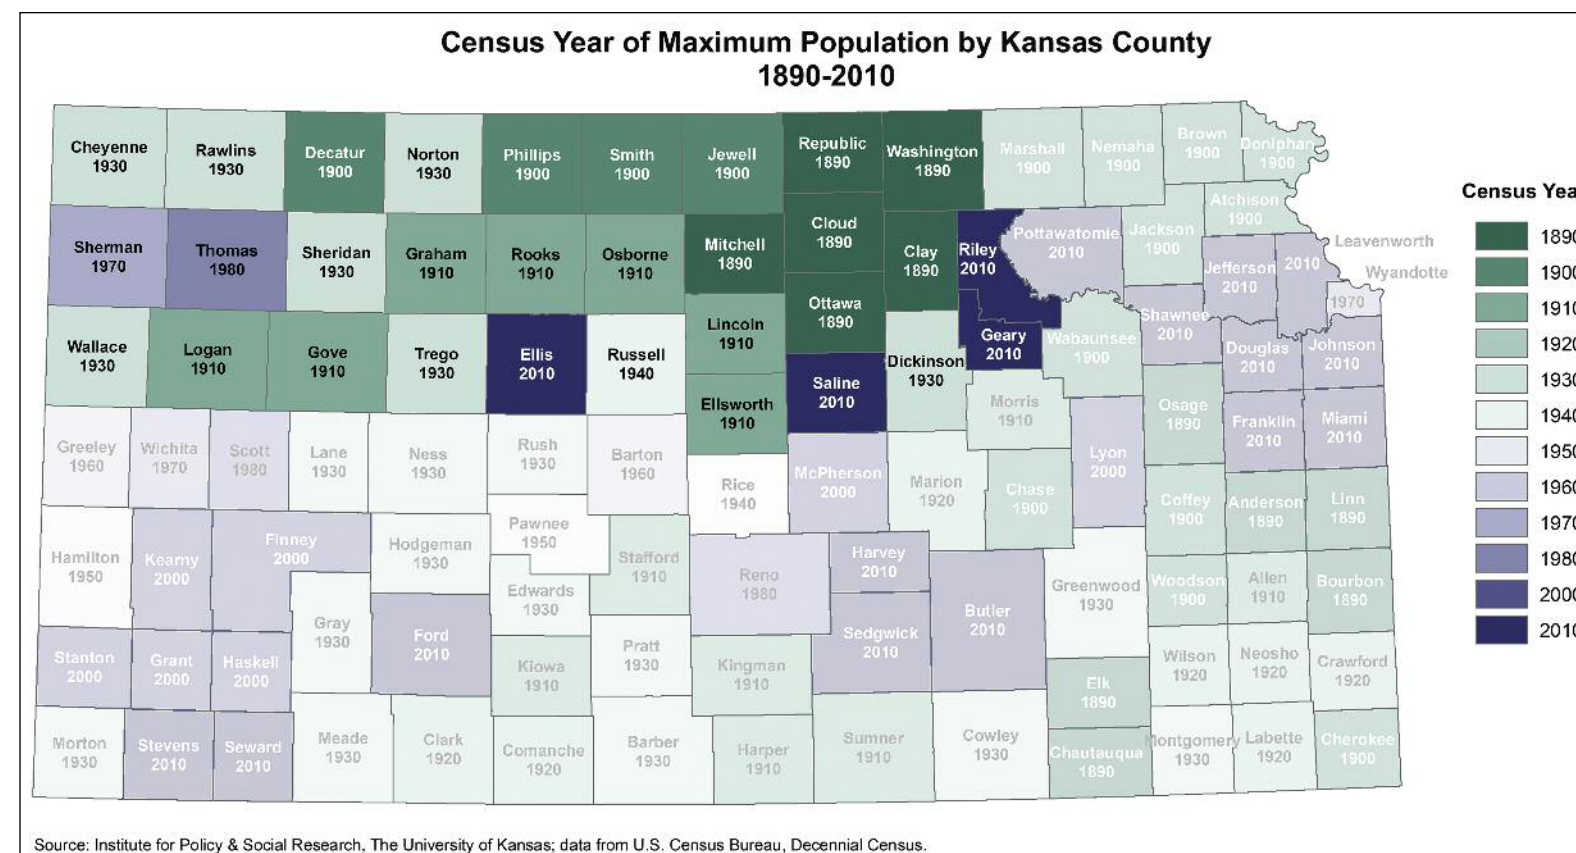 Census Year of Maximum Population by Kansas County
1890-2010
Cheyenne
1930
Rawlins
1930
Decatur
1900
Norton
1930
Phillips
1900
Smith
1900
Jewell
1900
Republic
1890
Washington
1890
Marshall
1900
Nemaha
1900
Brown
1900
Doniphan
1900
Atchison
1900
Sherman
1970
Thomas
1980
Sheridan
1930
Graham
1910
Rooks
1910
Osborne
1910
Mitchell
1890
Cloud
1890
Clay
1890
Riley
2010
Pottawatomie
2010
Jackson
1900
Jefferson
2010
Leavenworth
2010
Wyandotte
1970
Ottawa
1890
Lincoln
1910
Wallace
1930
Logan
1910
Gove
1910
Trego
1930
Ellis
2010
Russell
1940
Ellsworth
1910
Saline
2010
Dickinson
1930
Geary
2010
Wabaunsee
1900
Shawnee
2010
Douglas
2010
Johnson
2010
Morris
1910
Osage
1890
Franklin
2010
Miami
2010
Greeley
1960
Wichita
1970
Scott
1980
Lane
1930
Ness
1930
Rush
1930
Barton
1960
Rice
1940
McPherson
2000
Marion
1920
Chase
1900
Lyon
2000
Coffey
1900
Anderson
1890
Linn
1890
Hamilton
1950
Kearny
2000
Finney
2000
Hodgeman
1930
Pawnee
1950
Edwards
1930
Stafford
1910
Reno
1980
Harvey
2010
Sedgwick
2010
Butler
2010
Greenwood
1930
Woodson
1900
Allen
1910
Bourbon
1890
Stanton
2000
Grant
2000
Haskell
2000
Gray
1930
Ford
2010
Kiowa
1910
Pratt
1930
Kingman
1910
Elk
1890
Wilson
1920
Neosho
1920
Crawford
1920
Morton
1930
Stevens
2010
Seward
2010
Meade
1930
Clark
1920
Comanche
1920
Barber
1930
Harper
1910
Sumner
1910
Cowley
1930
Chautauqua
1890
Montgomery
1930
Labette
1920
Cherokee
1900
Census Yea
1890
1900
1910
1920
1930
1940
1950
1960
1970
1980
2000
2010
Source: Institute for Policy & Social Research, The University of Kansas; data from U.S. Census Bureau, Decennial Census.